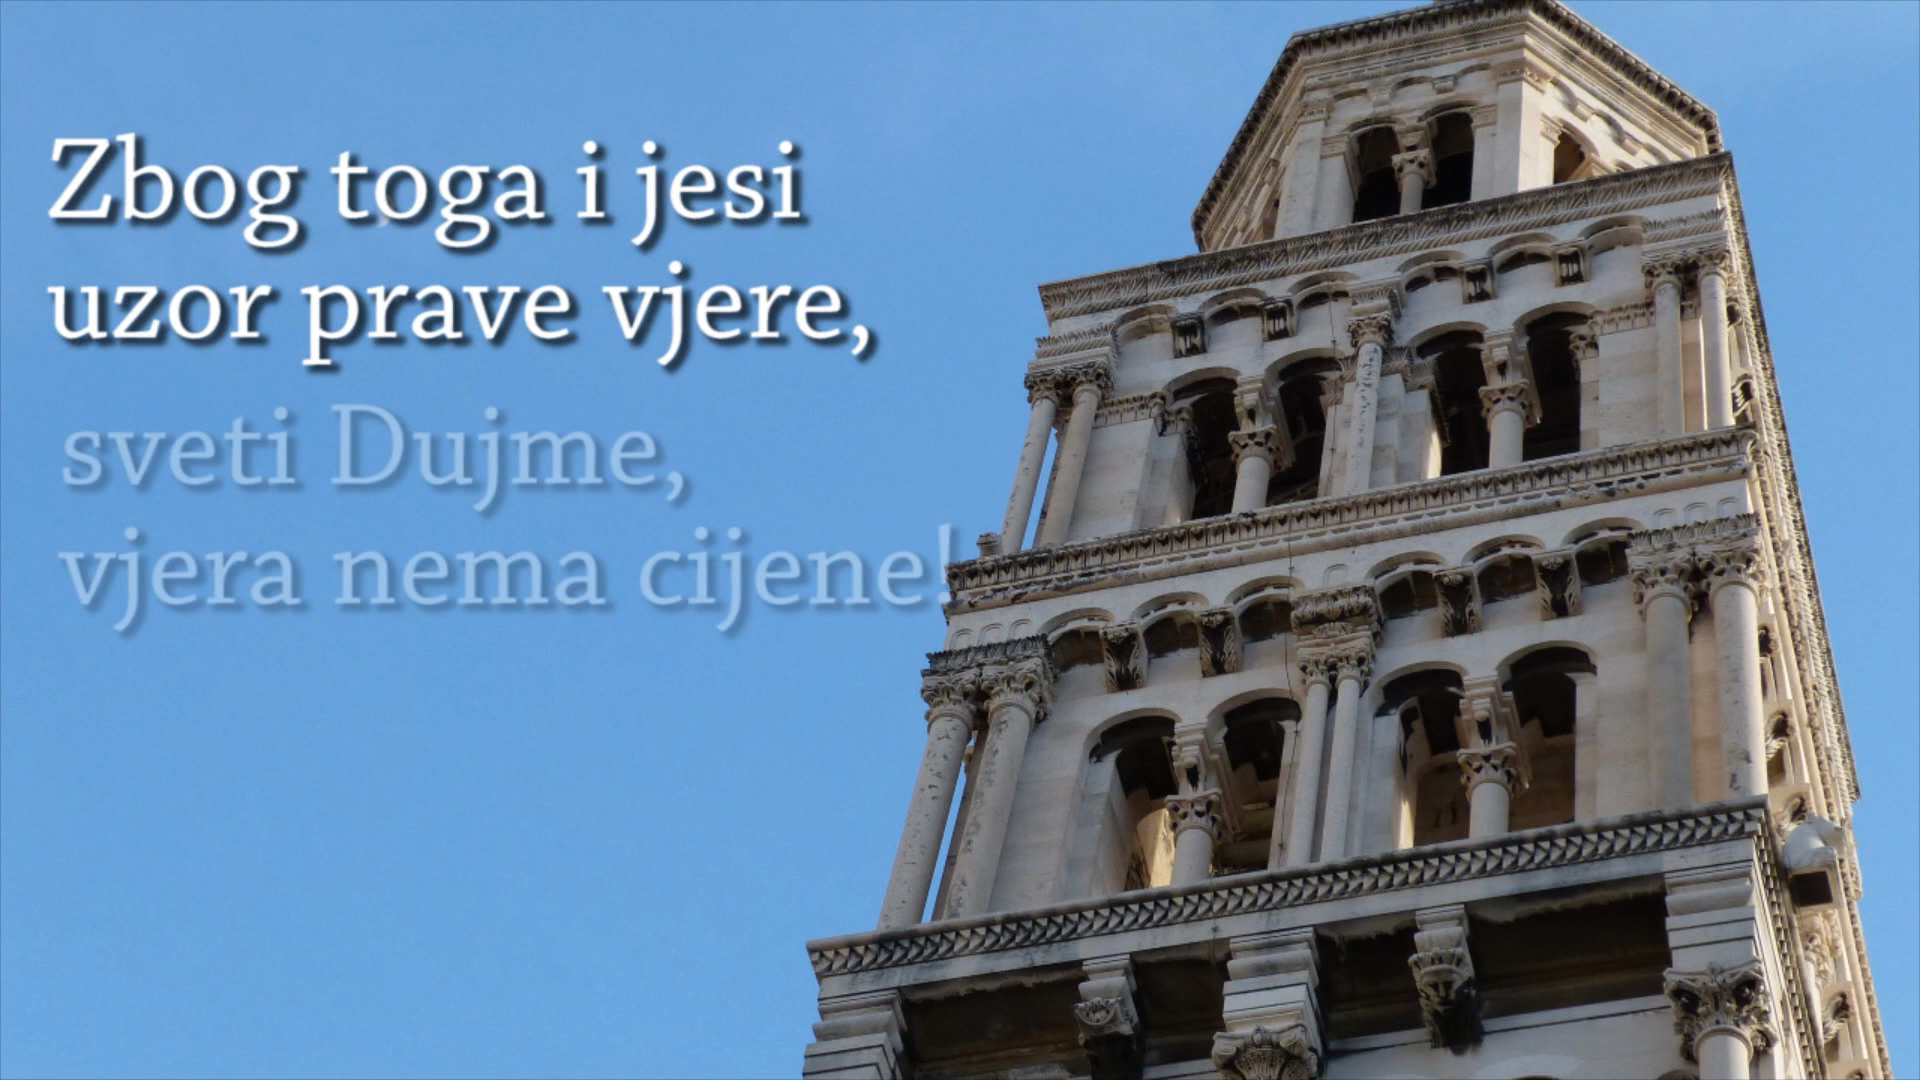 Zbog toga i jesi
uzor prave vjere,
sveti Dujme,
vjera nema cijene!